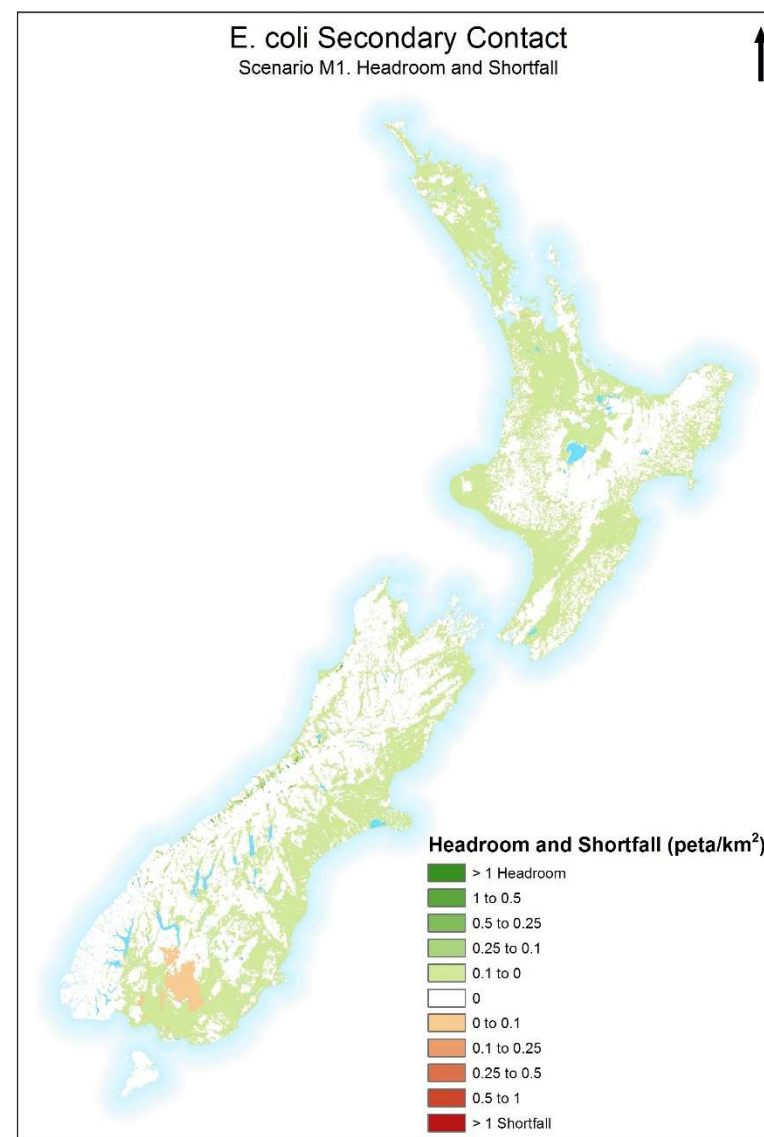 E. coli Secondary Contact
Scenario M1. Headroom and Shortfall
Headroom and Shortfall (peta/km²)
> 1 Headroom
1 to 0.5
0.5 to 0.25
0.25 to 0.1
0.1 to 0
0
0 to 0.1
0.1 to 0.25
0.25 to 0.5
0.5 to 1
> 1 Shortfall